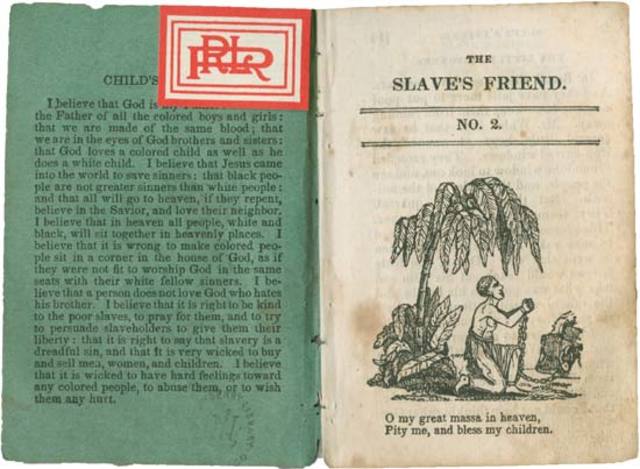 RLR
CHILD'S
I believe that God is my Father:
the Father of all the colored boys and girls:
that we are made of the same blood; that
we are in the eyes of God brothers and sisters:
that God loves a colored child as well as he
does a white child. I believe that Jesus came
into the world to save sinners: that black peo-
ple are not greater sinners than white people:
and that all will go to heaven, if they repent,
believe in the Savior, and love their neighbor.
I believe that in heaven all people, white and
black, will sit together in heavenly places. I
believe that it is wrong to make colored peo-
ple sit in a corner in the house of God, as if
they were not fit to worship God in the same
seats with their white fellow sinners. I be-
lieve that a person does not love God who hates
his brother. I believe that it is right to be kind
to the poor slaves, to pray for them, and to try
to persuade slaveholders to give them their
liberty: that it is right to say that slavery is a
dreadful sin, and that it is very wicked to buy
and sell men, women, and children. I believe
that it is wicked to have hard feelings toward
any colored people, to abuse them, or to wish
them any hurt.
THE
SLAVE'S FRIEND.
NO. 2.
O my great massa in heaven,
Pity me, and bless my children.